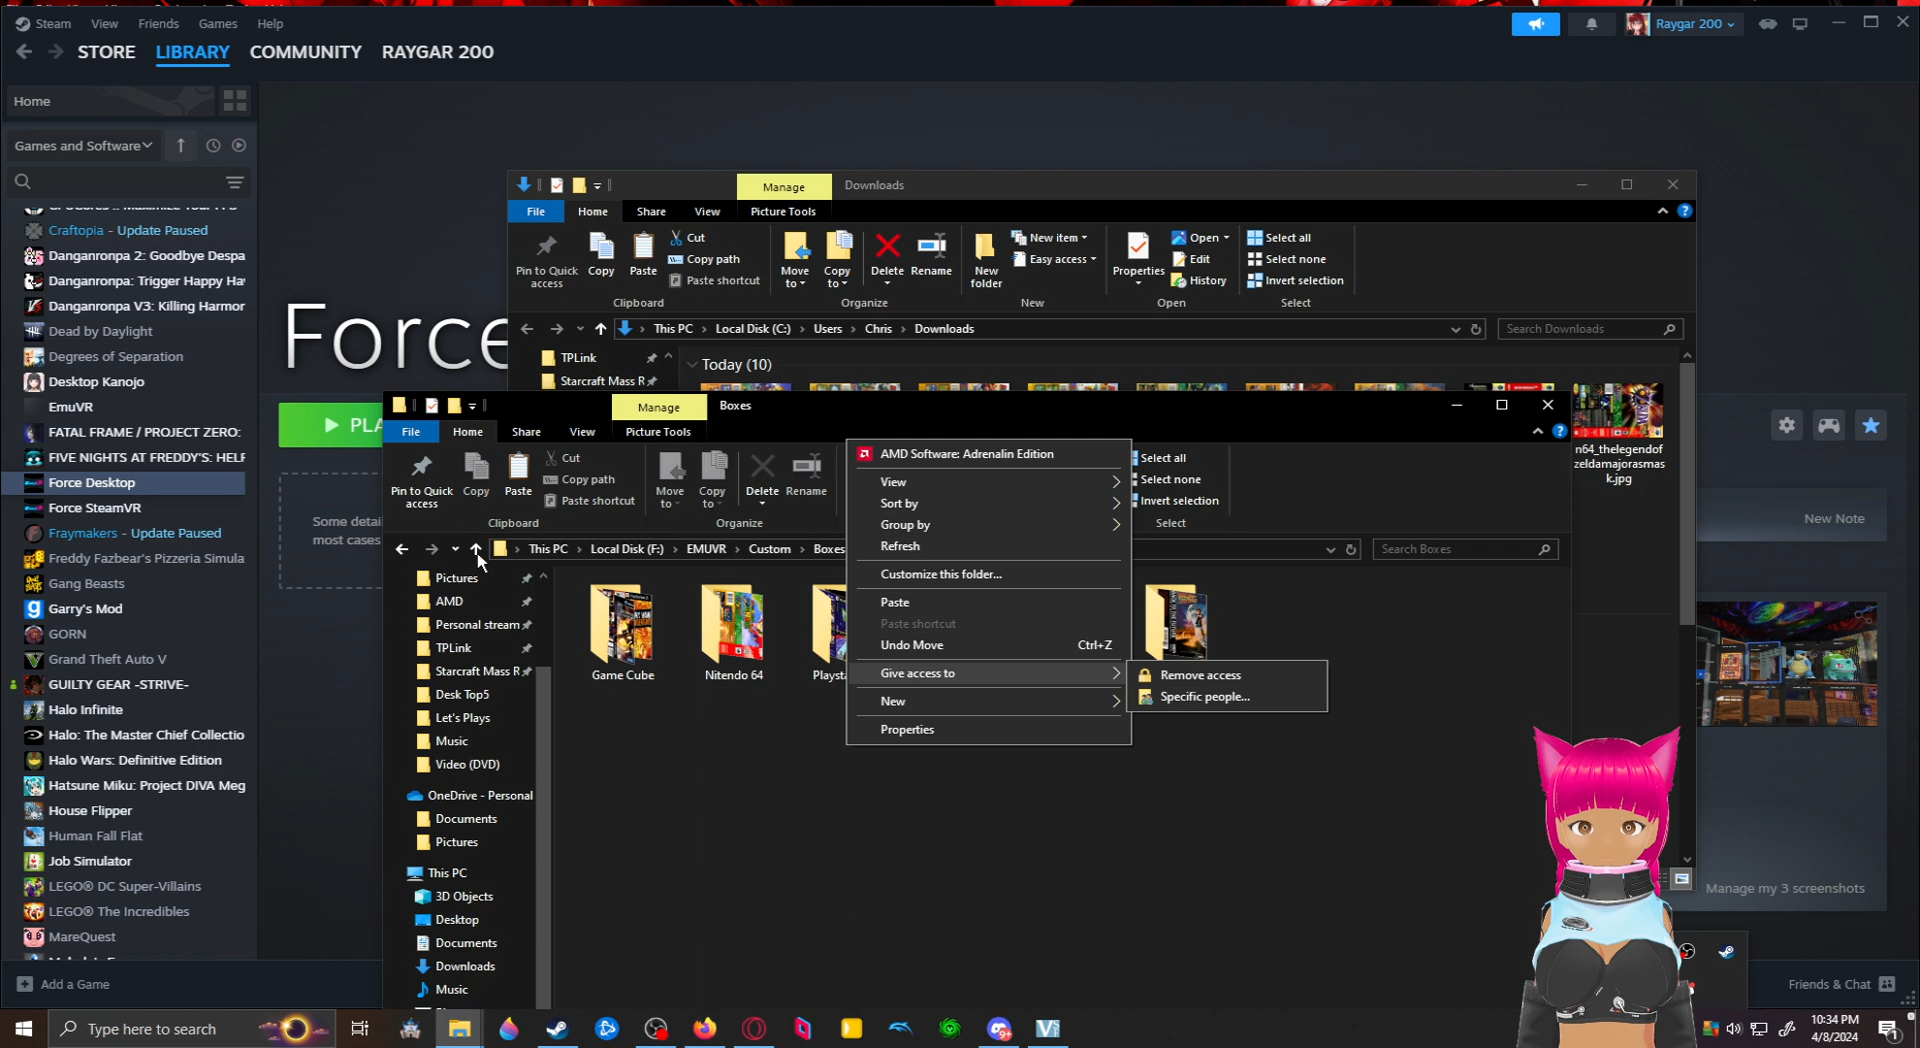 Steam View Friends Games Help
Raygar 200
STORE LIBRARY COMMUNITY RAYGAR 200
Home
Games and Software
Craftopia - Update Paused
Danganronpa 2: Goodbye Despa
Danganronpa: Trigger Happy Ha
Danganronpa V3: Killing Harmor
Dead by Daylight
Degrees of Separation
Desktop Kanojo
EmuVR
FATAL FRAME / PROJECT ZERO:
FIVE NIGHTS AT FREDDY'S: HELF
Force Desktop
Force SteamVR
Fraymakers - Update Paused
Freddy Fazbear's Pizzeria Simula
Gang Beasts
Garry's Mod
GORN
Grand Theft Auto V
GUILTY GEAR -STRIVE-
Halo Infinite
Halo: The Master Chief Collectio
Halo Wars: Definitive Edition
Hatsune Miku: Project DIVA Meg
House Flipper
Human Fall Flat
Job Simulator
LEGO® DC Super-Villains
LEGO® The Incredibles
MareQuest
Add a Game
Force
PLA
Some detai
most cases
New Note
Manage my 3 screenshots
Friends & Chat
Manage Downloads
File Home Share View Picture Tools
Pin to Quick access
Copy
Paste
Cut
Copy path
Paste shortcut
Clipboard
Move to
Copy to
Delete
Rename
Organize
New folder
New item
Easy access
New
Properties
Open
Edit
History
Open
Select all
Select none
Invert selection
Select
This PC > Local Disk (C:) > Users > Chris > Downloads
Search Downloads
TPLink
Starcraft Mass R
Today (10)
n64_thelegendof
zeldamajorasmas
k.jpg
Manage Boxes
File Home Share View Picture Tools
Pin to Quick access
Copy
Paste
Cut
Copy path
Paste shortcut
Clipboard
Move to
Copy to
Delete
Rename
Organize
Select all
Select none
Invert selection
Select
This PC > Local Disk (F:) > EMUVR > Custom > Boxes
Search Boxes
Pictures
AMD
Personal stream
TPLink
Starcraft Mass R
Desk Top5
Let's Plays
Music
Video (DVD)
OneDrive - Personal
Documents
Pictures
This PC
3D Objects
Desktop
Documents
Downloads
Music
Game Cube
Nitendo 64
Playst
AMD Software: Adrenalin Edition
View
Sort by
Group by
Refresh
Customize this folder...
Paste
Paste shortcut
Undo Move Ctrl+Z
Give access to
New
Properties
Remove access
Specific people...
Type here to search
10:34 PM
4/8/2024